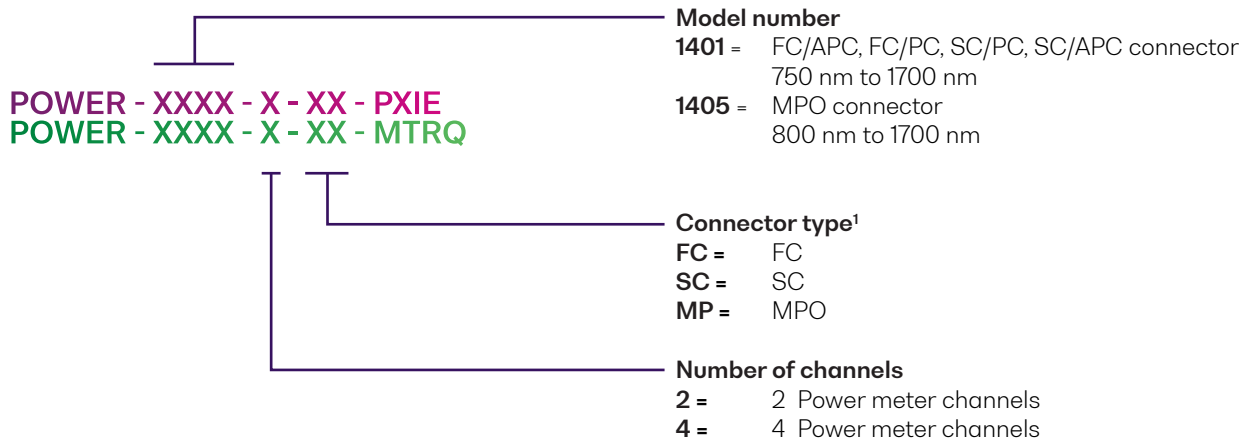 Model number
1401 = FC/APC, FC/PC, SC/PC, SC/APC connector
750 nm to 1700 nm
1405 = MPO connector
800 nm to 1700 nm
POWER - XXXX - X - XX - PXIE
POWER - XXXX - X - XX - MTRQ
Connector type¹
FC = FC
SC = SC
MP = MPO
Number of channels
2 = 2 Power meter channels
4 = 4 Power meter channels